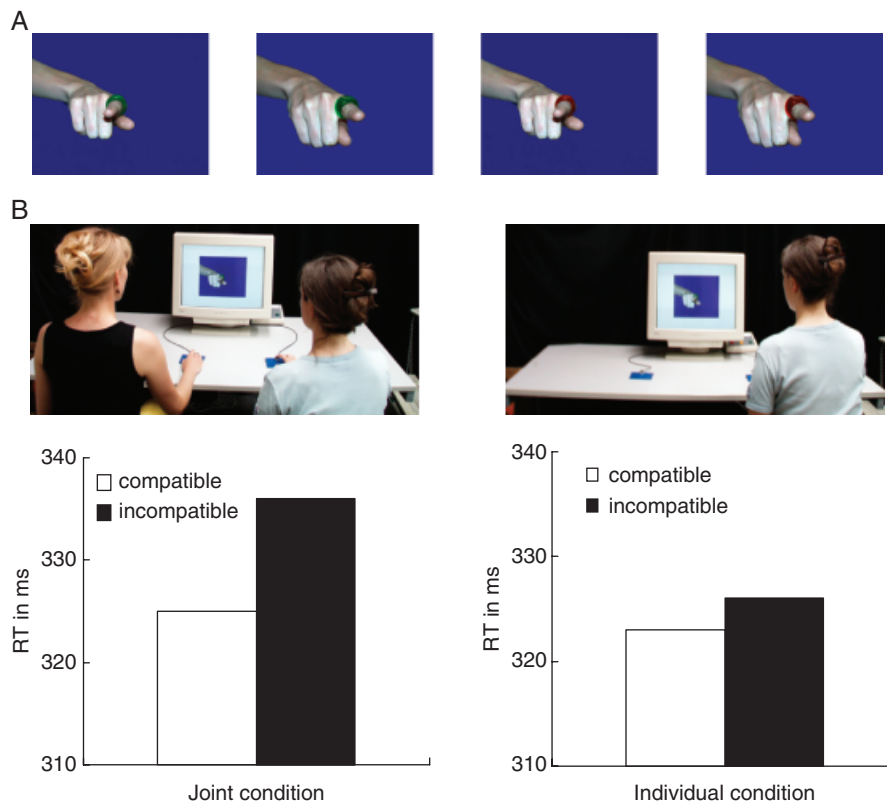 A
B
340
330
320
310
RT in ms
compatible
incompatible
Joint condition
340
330
320
310
RT in ms
compatible
incompatible
Individual condition